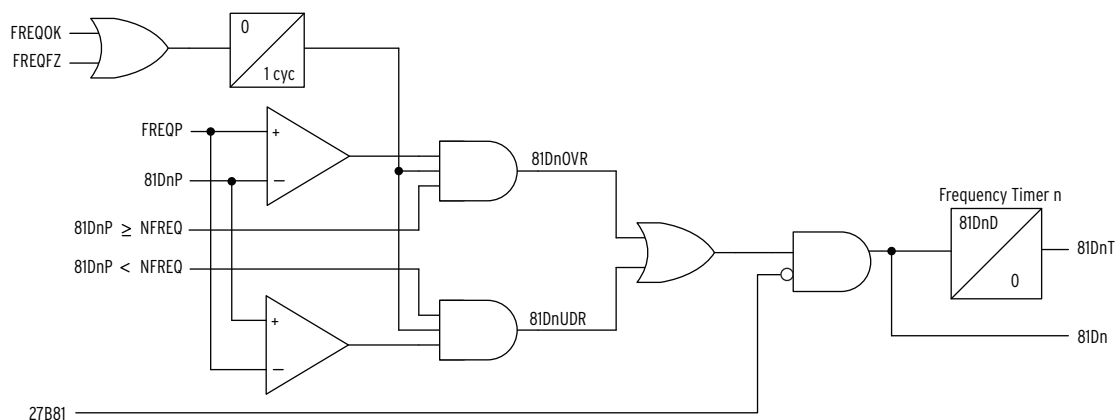 FREQOK
FREQFZ
0
1 cyc
FREQP
+
81DnP
−
81DnOVR
81DnP ≥ NFREQ
81DnP < NFREQ
Frequency Timer n
81DnD
0
81DnT
+
−
81DnUDR
81Dn
27B81